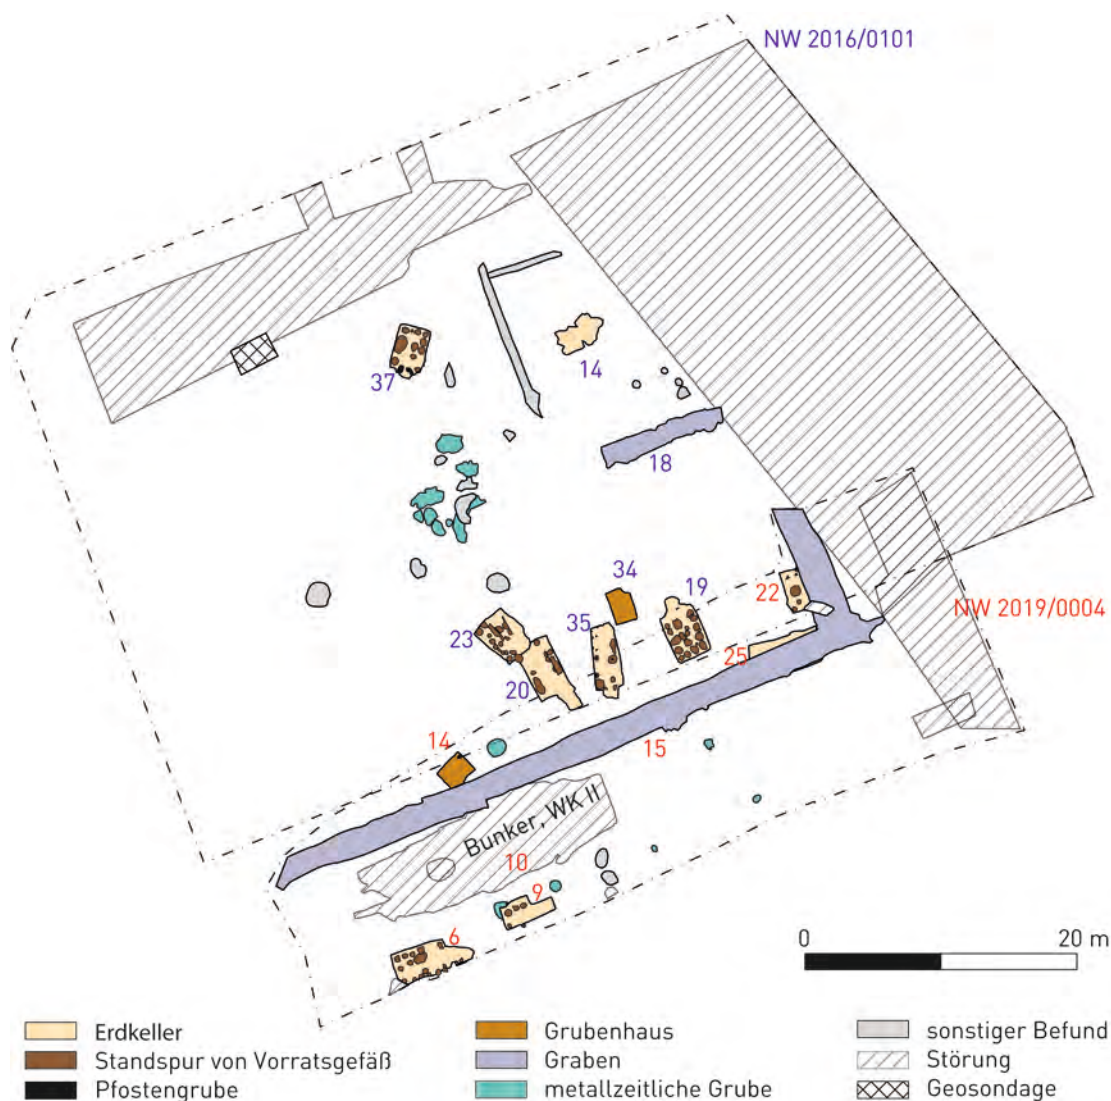 NW 2016/0101
37
14
18
34
19
22
NW 2019/0004
23
35
25
20
14
15
Bunker, WK II
10
9
6
0 20 m
Erdkeller
Standspur von Vorratsgefäß
Pfostengrube
Grubenhaus
Graben
metallzeitliche Grube
sonstiger Befund
Störung
Geosondage